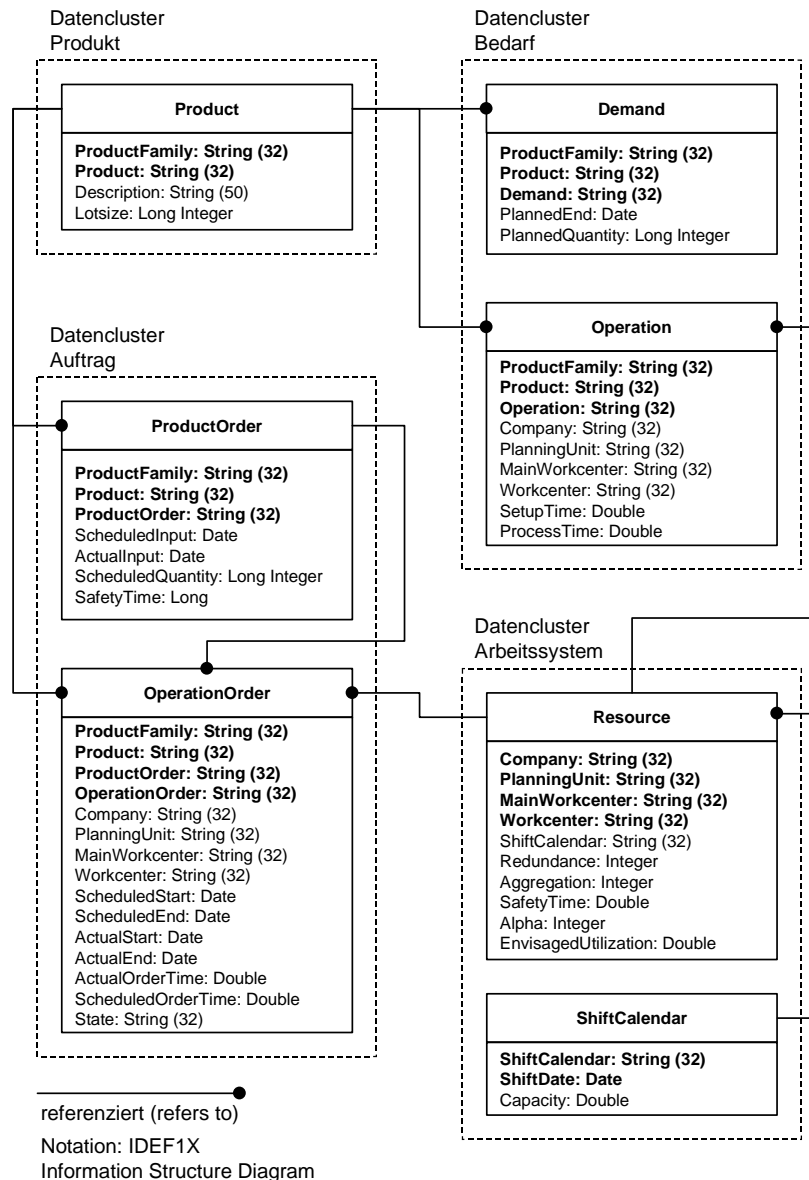 Datencluster
Produkt
Product
ProductFamily: String (32)
Product: String (32)
Description: String (50)
Lotsize: Long Integer
Datencluster
Bedarf
Demand
ProductFamily: String (32)
Product: String (32)
Demand: String (32)
PlannedEnd: Date
PlannedQuantity: Long Integer
Operation
ProductFamily: String (32)
Product: String (32)
Operation: String (32)
Company: String (32)
PlanningUnit: String (32)
MainWorkcenter: String (32)
Workcenter: String (32)
SetupTime: Double
ProcessTime: Double
Datencluster
Auftrag
ProductOrder
ProductFamily: String (32)
Product: String (32)
ProductOrder: String (32)
ScheduledInput: Date
ActualInput: Date
ScheduledQuantity: Long Integer
SafetyTime: Long
OperationOrder
ProductFamily: String (32)
Product: String (32)
ProductOrder: String (32)
OperationOrder: String (32)
Company: String (32)
PlanningUnit: String (32)
MainWorkcenter: String (32)
Workcenter: String (32)
ScheduledStart: Date
ScheduledEnd: Date
ActualStart: Date
ActualEnd: Date
ActualOrderTime: Double
ScheduledOrderTime: Double
State: String (32)
Datencluster
Arbeitssystem
Resource
Company: String (32)
PlanningUnit: String (32)
MainWorkcenter: String (32)
Workcenter: String (32)
ShiftCalendar: String (32)
Redundance: Integer
Aggregation: Integer
SafetyTime: Double
Alpha: Integer
EnvisagedUtilization: Double
ShiftCalendar
ShiftCalendar: String (32)
ShiftDate: Date
Capacity: Double
referenziert (refers to)
Notation: IDEF1X
Information Structure Diagram